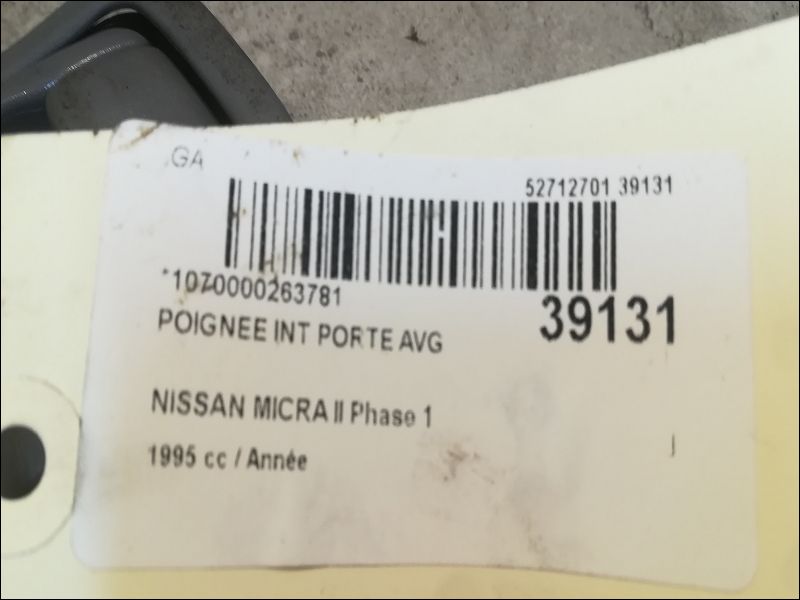 GA
52712701 39131
*1070000263781
39131
POIGNEE INT PORTE AVG
NISSAN MICRA II Phase 1
1995 cc / Année